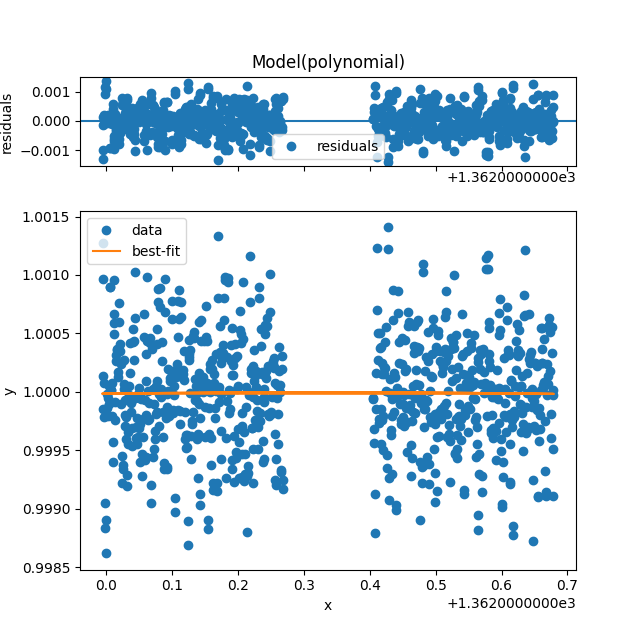 Model(polynomial)
0.001
0.000
−0.001
residuals
residuals
+1.3620000000e3
1.0015
1.0010
1.0005
1.0000
0.9995
0.9990
0.9985
y
data
best-fit
0.0 0.1 0.2 0.3 0.4 0.5 0.6 0.7
x
+1.3620000000e3